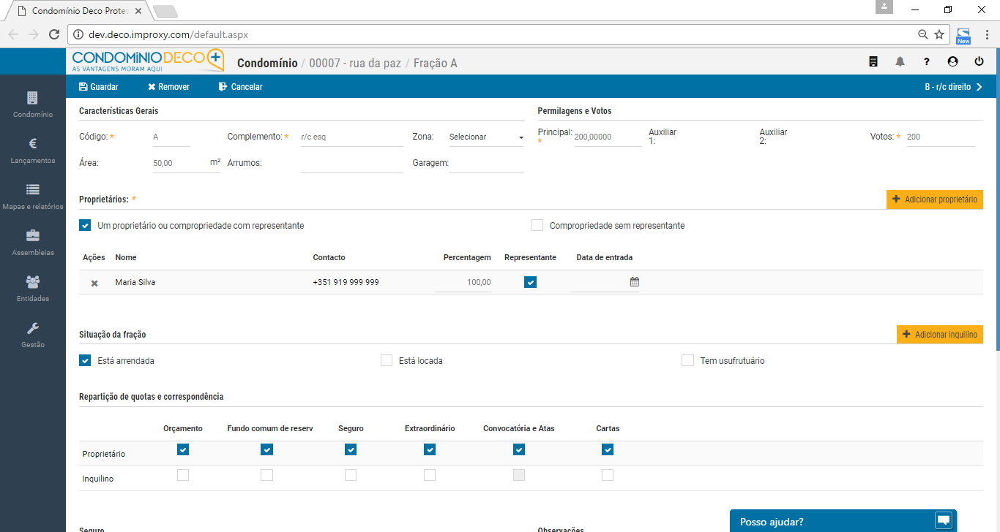 Condomínio Deco Protes
dev.deco.improxy.com/default.aspx
New
CONDOMíNIODECO+
AS VANTAGENS MORAM AQUI
Condomínio / 00007 - rua da paz / Fração A
?
Guardar Remover Cancelar B - r/c direito
Condomínio
€
Lançamentos
Mapas e relatórios
Assembleias
Entidades
Gestão
Características Gerais
Permilagens e Votos
Código: * A Complemento: * r/c esq Zona: Selecionar
Principal: * 200,00000 Auxiliar 1: Auxiliar 2: Votos: * 200
Área: 50,00 m² Arrumos: Garagem:
Proprietários: * + Adicionar proprietário
Um proprietário ou compropriedade com representante Compropriedade sem representante
Ações Nome Contacto Percentagem Representante Data de entrada
Maria Silva +351 919 999 999 100,00
Situação da fração + Adicionar inquilino
Está arrendada Está locada Tem usufrutuário
Repartição de quotas e correspondência
Orçamento Fundo comum de reserv Seguro Extraordinário Convocatória e Atas Cartas
Proprietário
Inquilino
Seguro Observações
Posso ajudar?